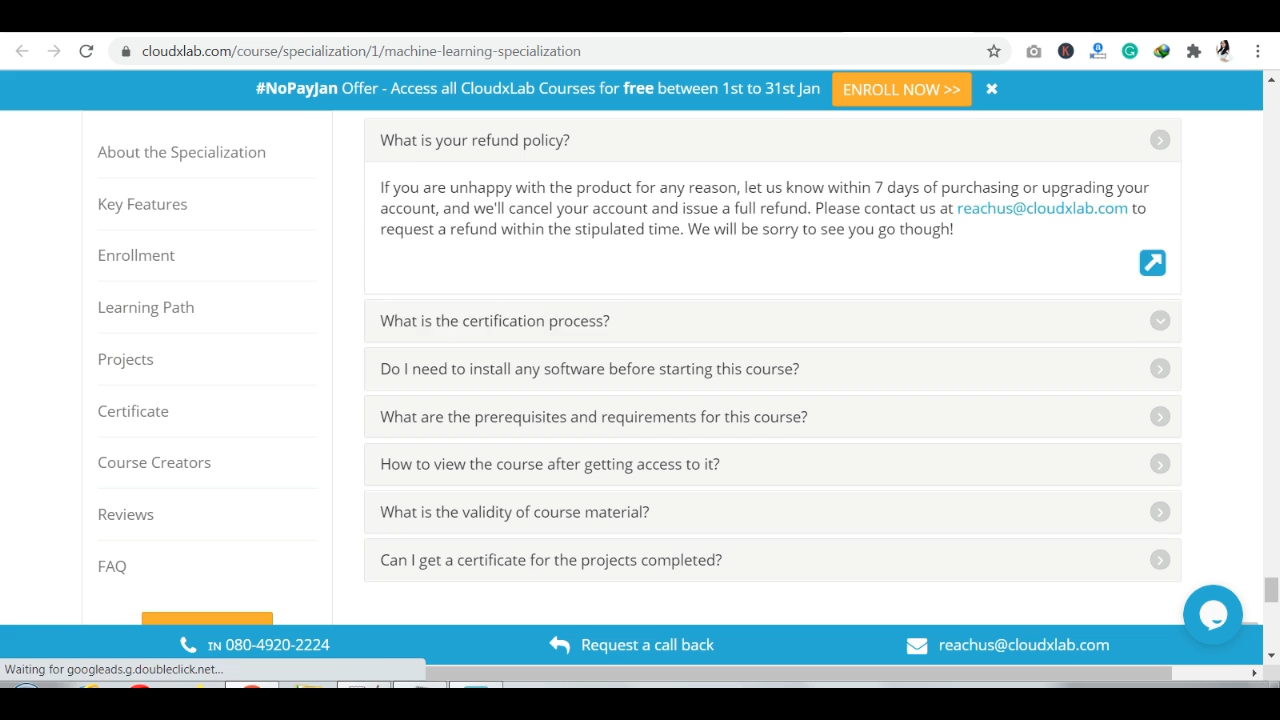 cloudxlab.com/course/specialization/1/machine-learning-specialization
#NoPayJan Offer - Access all CloudxLab Courses for free between 1st to 31st Jan
ENROLL NOW >>
About the Specialization
Key Features
Enrollment
Learning Path
Projects
Certificate
Course Creators
Reviews
FAQ
What is your refund policy?
If you are unhappy with the product for any reason, let us know within 7 days of purchasing or upgrading your
account, and we'll cancel your account and issue a full refund. Please contact us at reachus@cloudxlab.com to
request a refund within the stipulated time. We will be sorry to see you go though!
What is the certification process?
Do I need to install any software before starting this course?
What are the prerequisites and requirements for this course?
How to view the course after getting access to it?
What is the validity of course material?
Can I get a certificate for the projects completed?
IN 080-4920-2224
Request a call back
reachus@cloudxlab.com
Waiting for googleads.g.doubleclick.net...